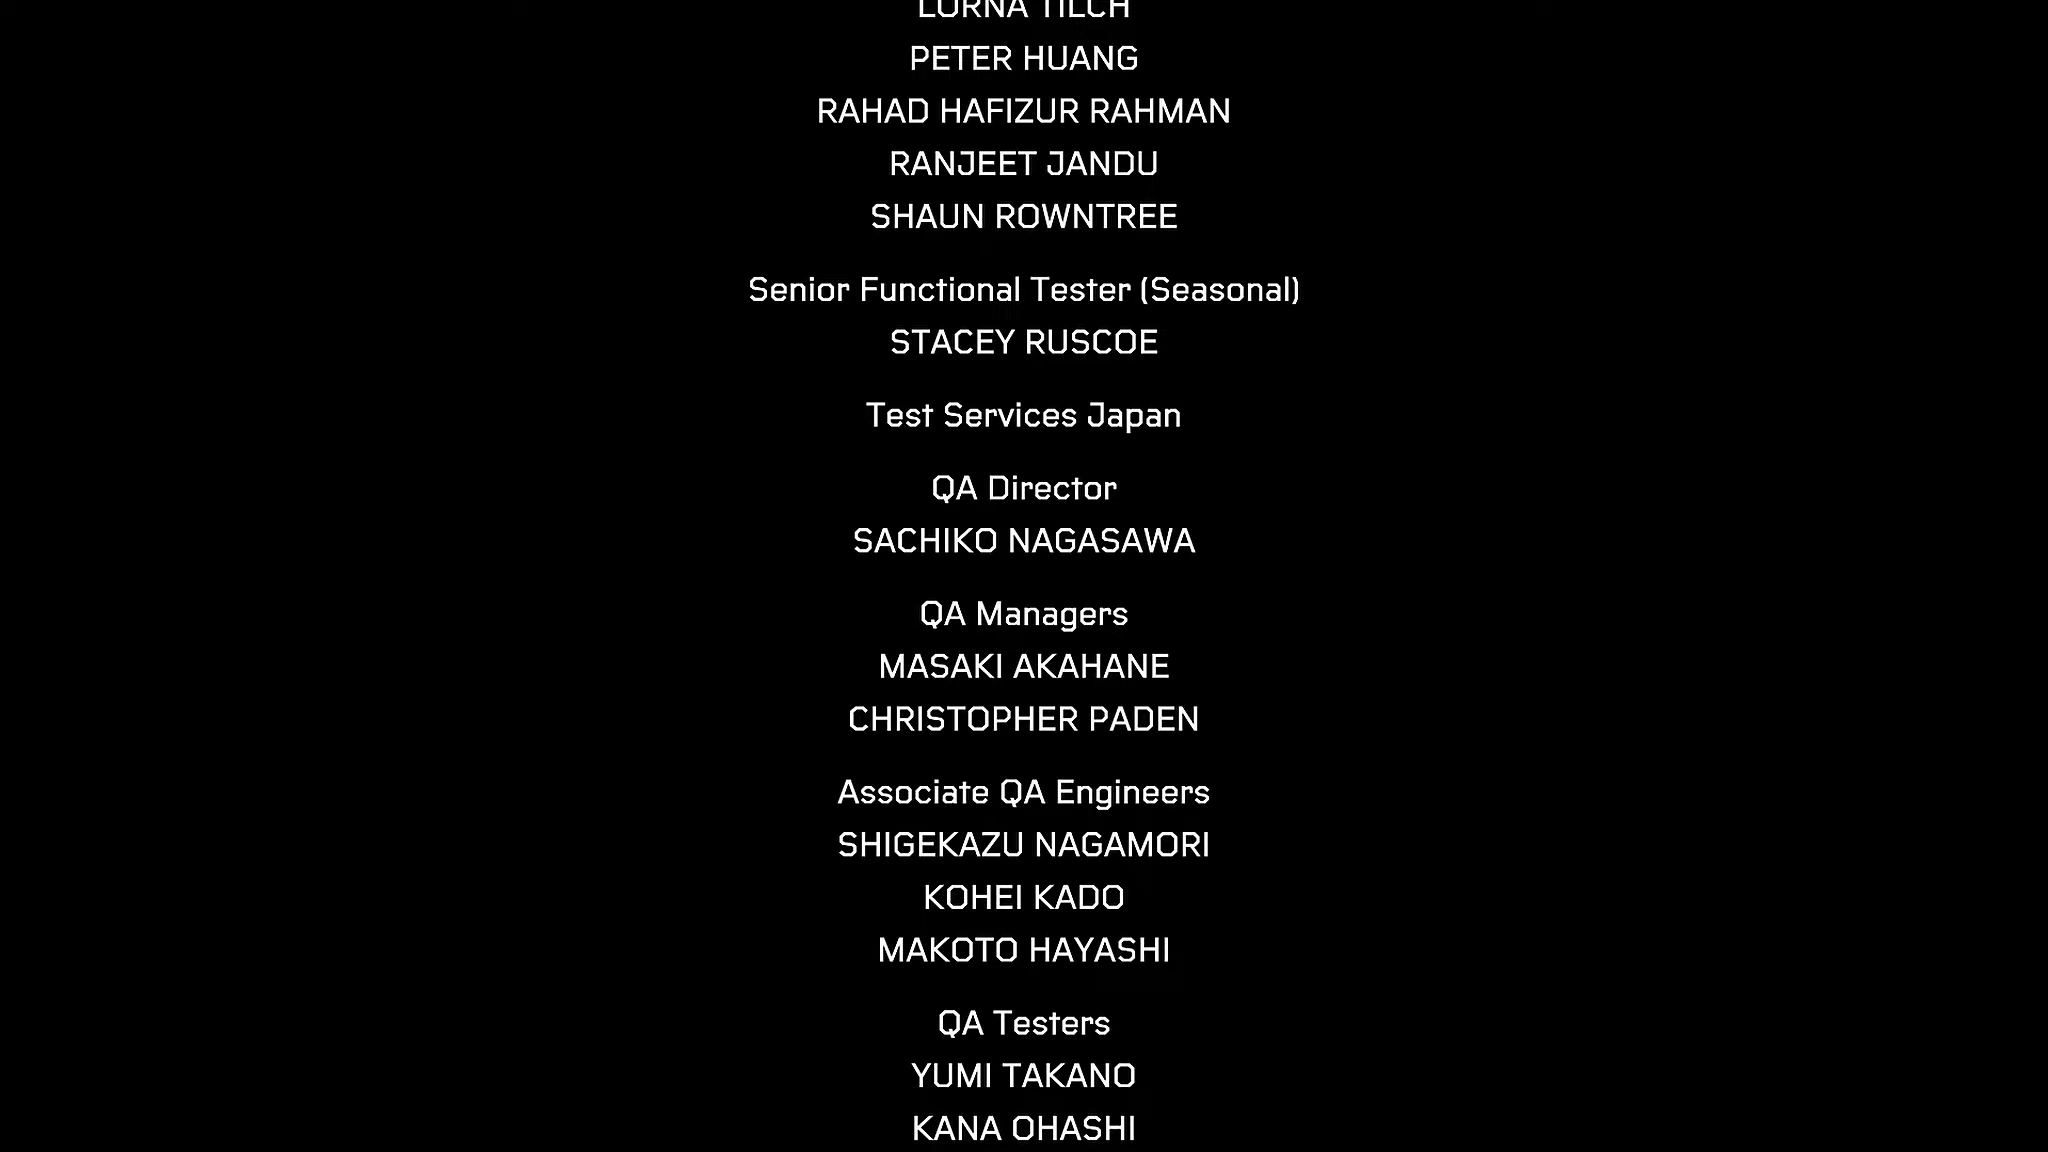 LORNA TILCH
PETER HUANG
RAHAD HAFIZUR RAHMAN
RANJEET JANDU
SHAUN ROWNTREE
Senior Functional Tester (Seasonal)
STACEY RUSCOE
Test Services Japan
QA Director
SACHIKO NAGASAWA
QA Managers
MASAKI AKAHANE
CHRISTOPHER PADEN
Associate QA Engineers
SHIGEKAZU NAGAMORI
KOHEI KADO
MAKOTO HAYASHI
QA Testers
YUMI TAKANO
KANA OHASHI